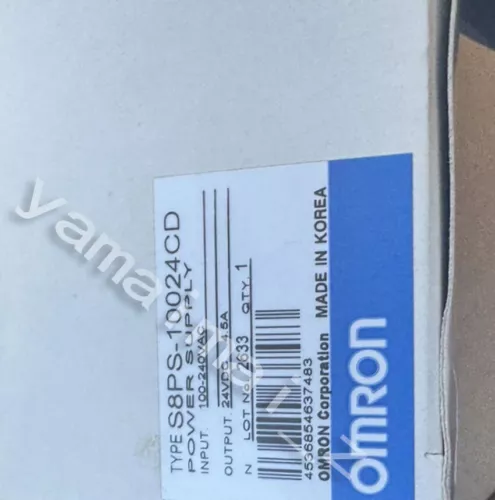 TYPE S8PS-10024CD
POWER SUPPLY
INPUT 100-240VAC
OUTPUT 24VDC 4.5A
N LOT No. 2633 QTY. 1
4536854637483
OMRON Corporation MADE IN KOREA
OMRON